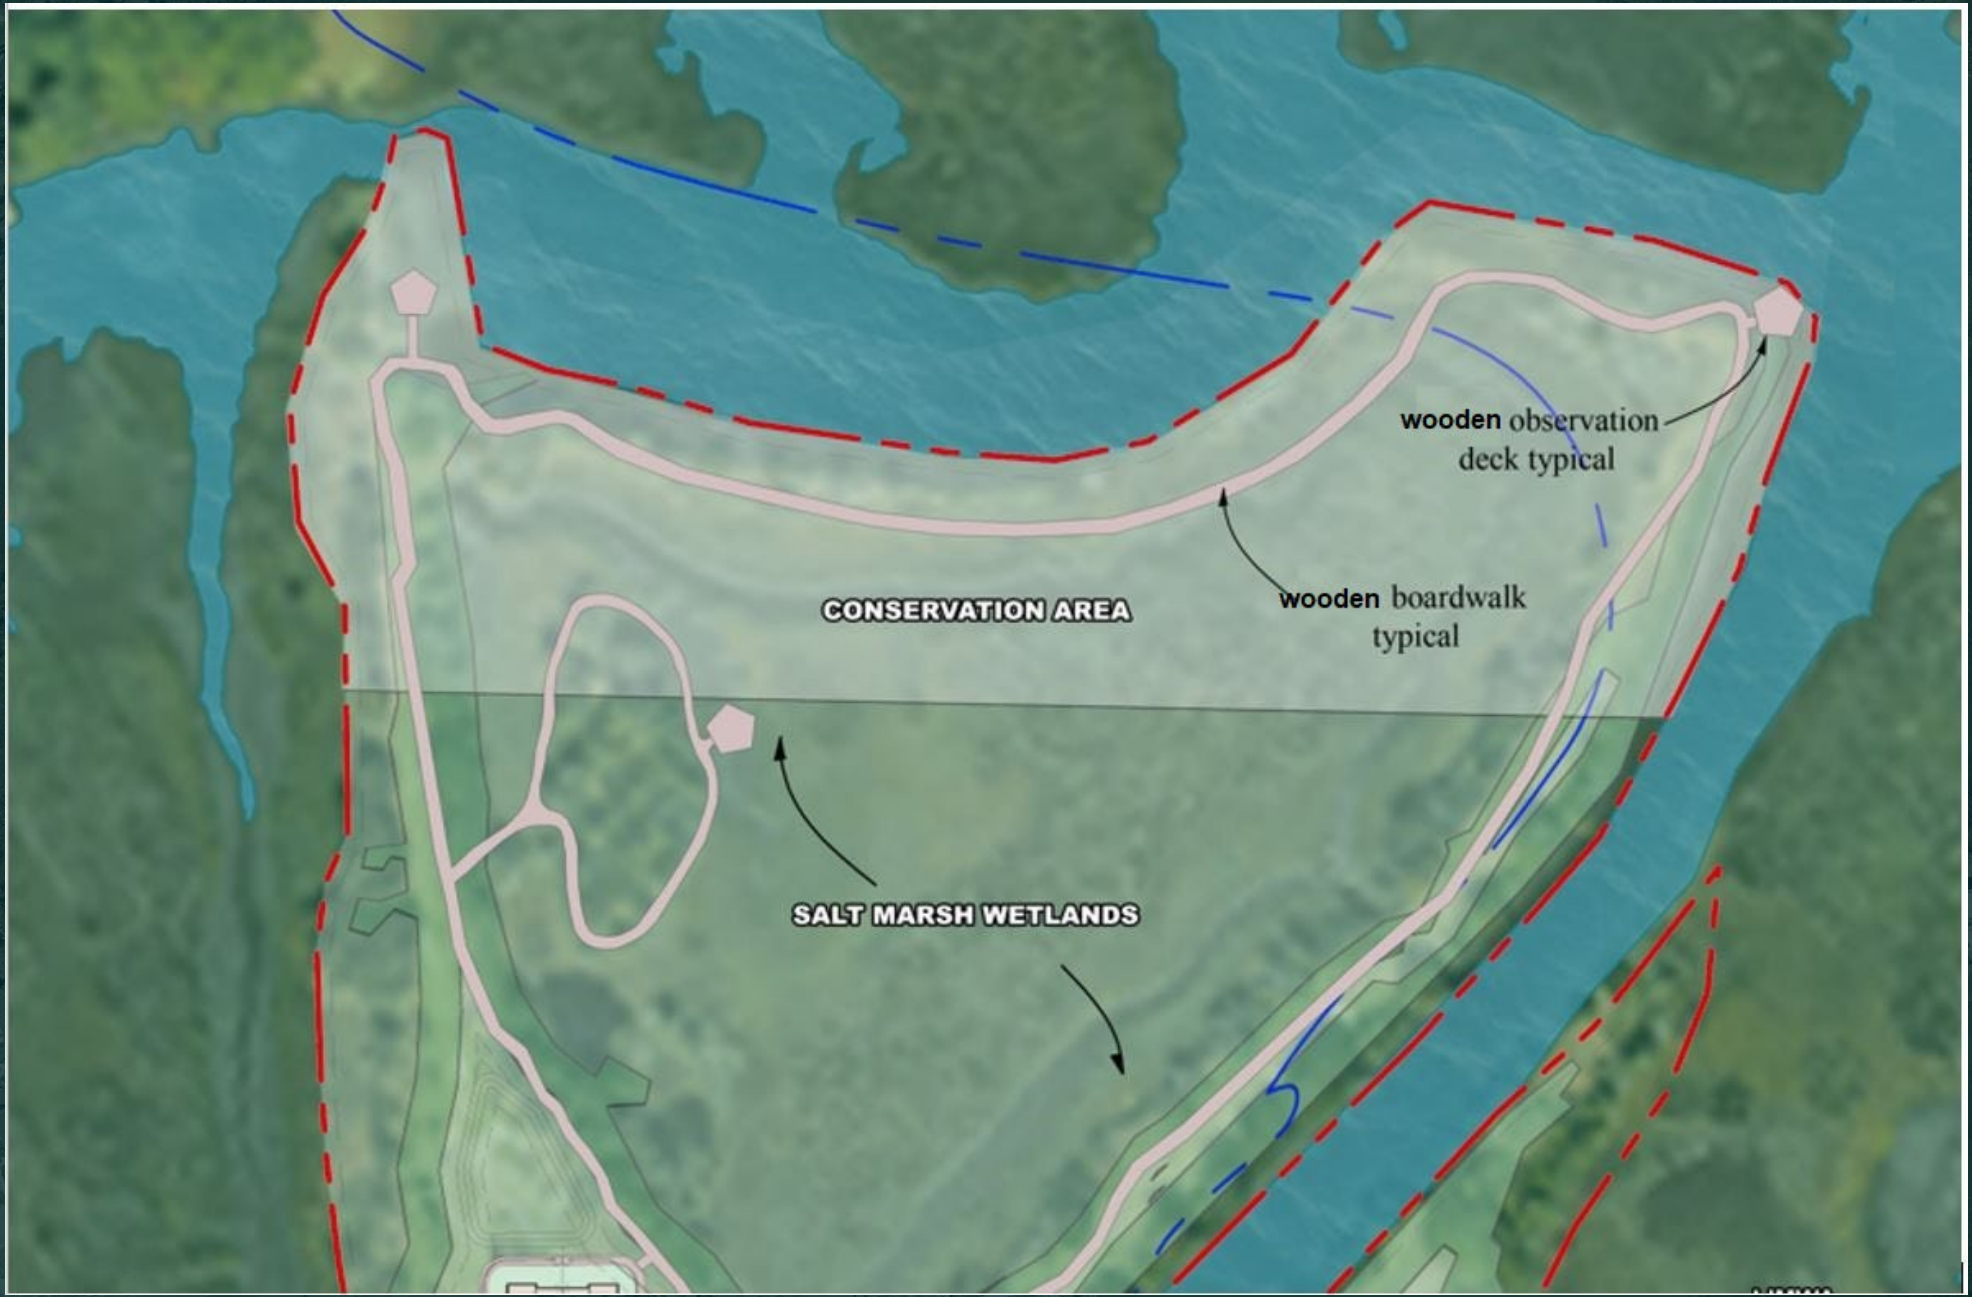 wooden observation
deck typical
wooden boardwalk
typical
CONSERVATION AREA
SALT MARSH WETLANDS